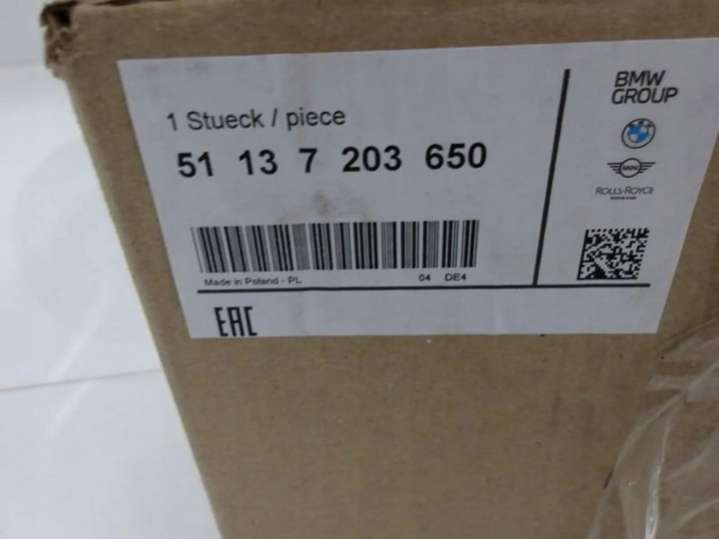 1 Stueck / piece
51 13 7 203 650
Made in Poland - PL 04 DE4
EAC
BMW
GROUP
MINI
ROLLS-ROYCE